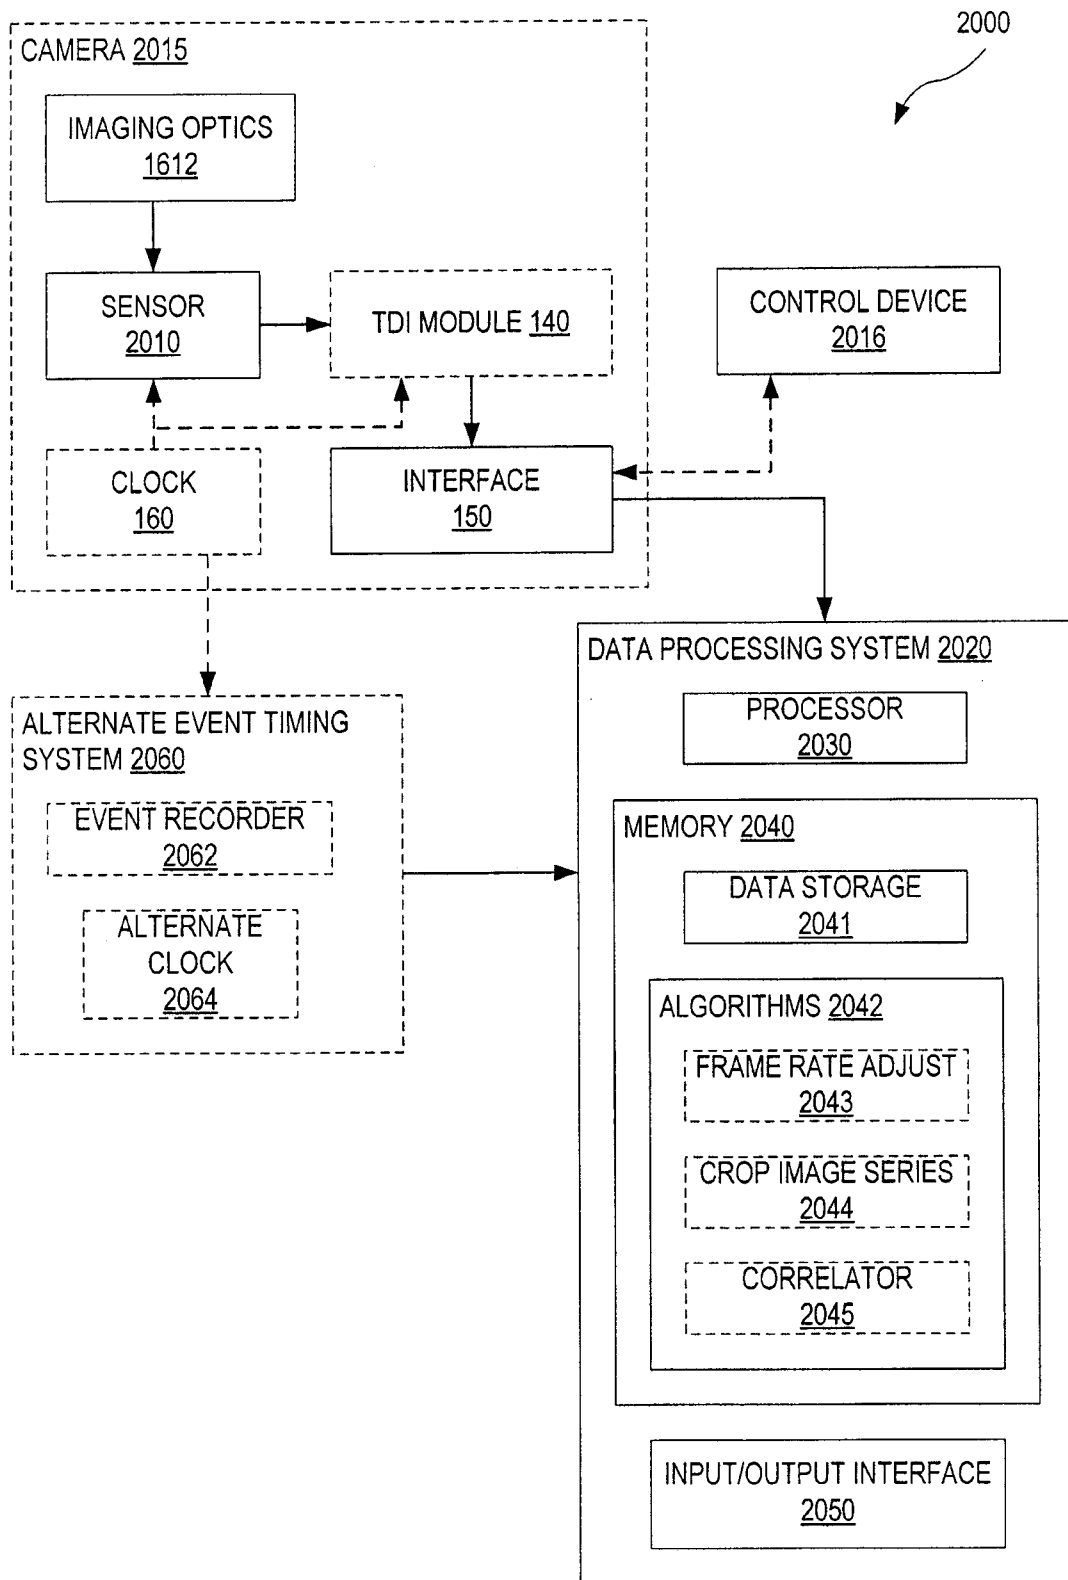 2000
CAMERA 2015
IMAGING OPTICS
1612
SENSOR
2010
TDI MODULE 140
CONTROL DEVICE
2016
CLOCK
160
INTERFACE
150
DATA PROCESSING SYSTEM 2020
PROCESSOR
2030
ALTERNATE EVENT TIMING
SYSTEM 2060
EVENT RECORDER
2062
ALTERNATE
CLOCK
2064
MEMORY 2040
DATA STORAGE
2041
ALGORITHMS 2042
FRAME RATE ADJUST
2043
CROP IMAGE SERIES
2044
CORRELATOR
2045
INPUT/OUTPUT INTERFACE
2050